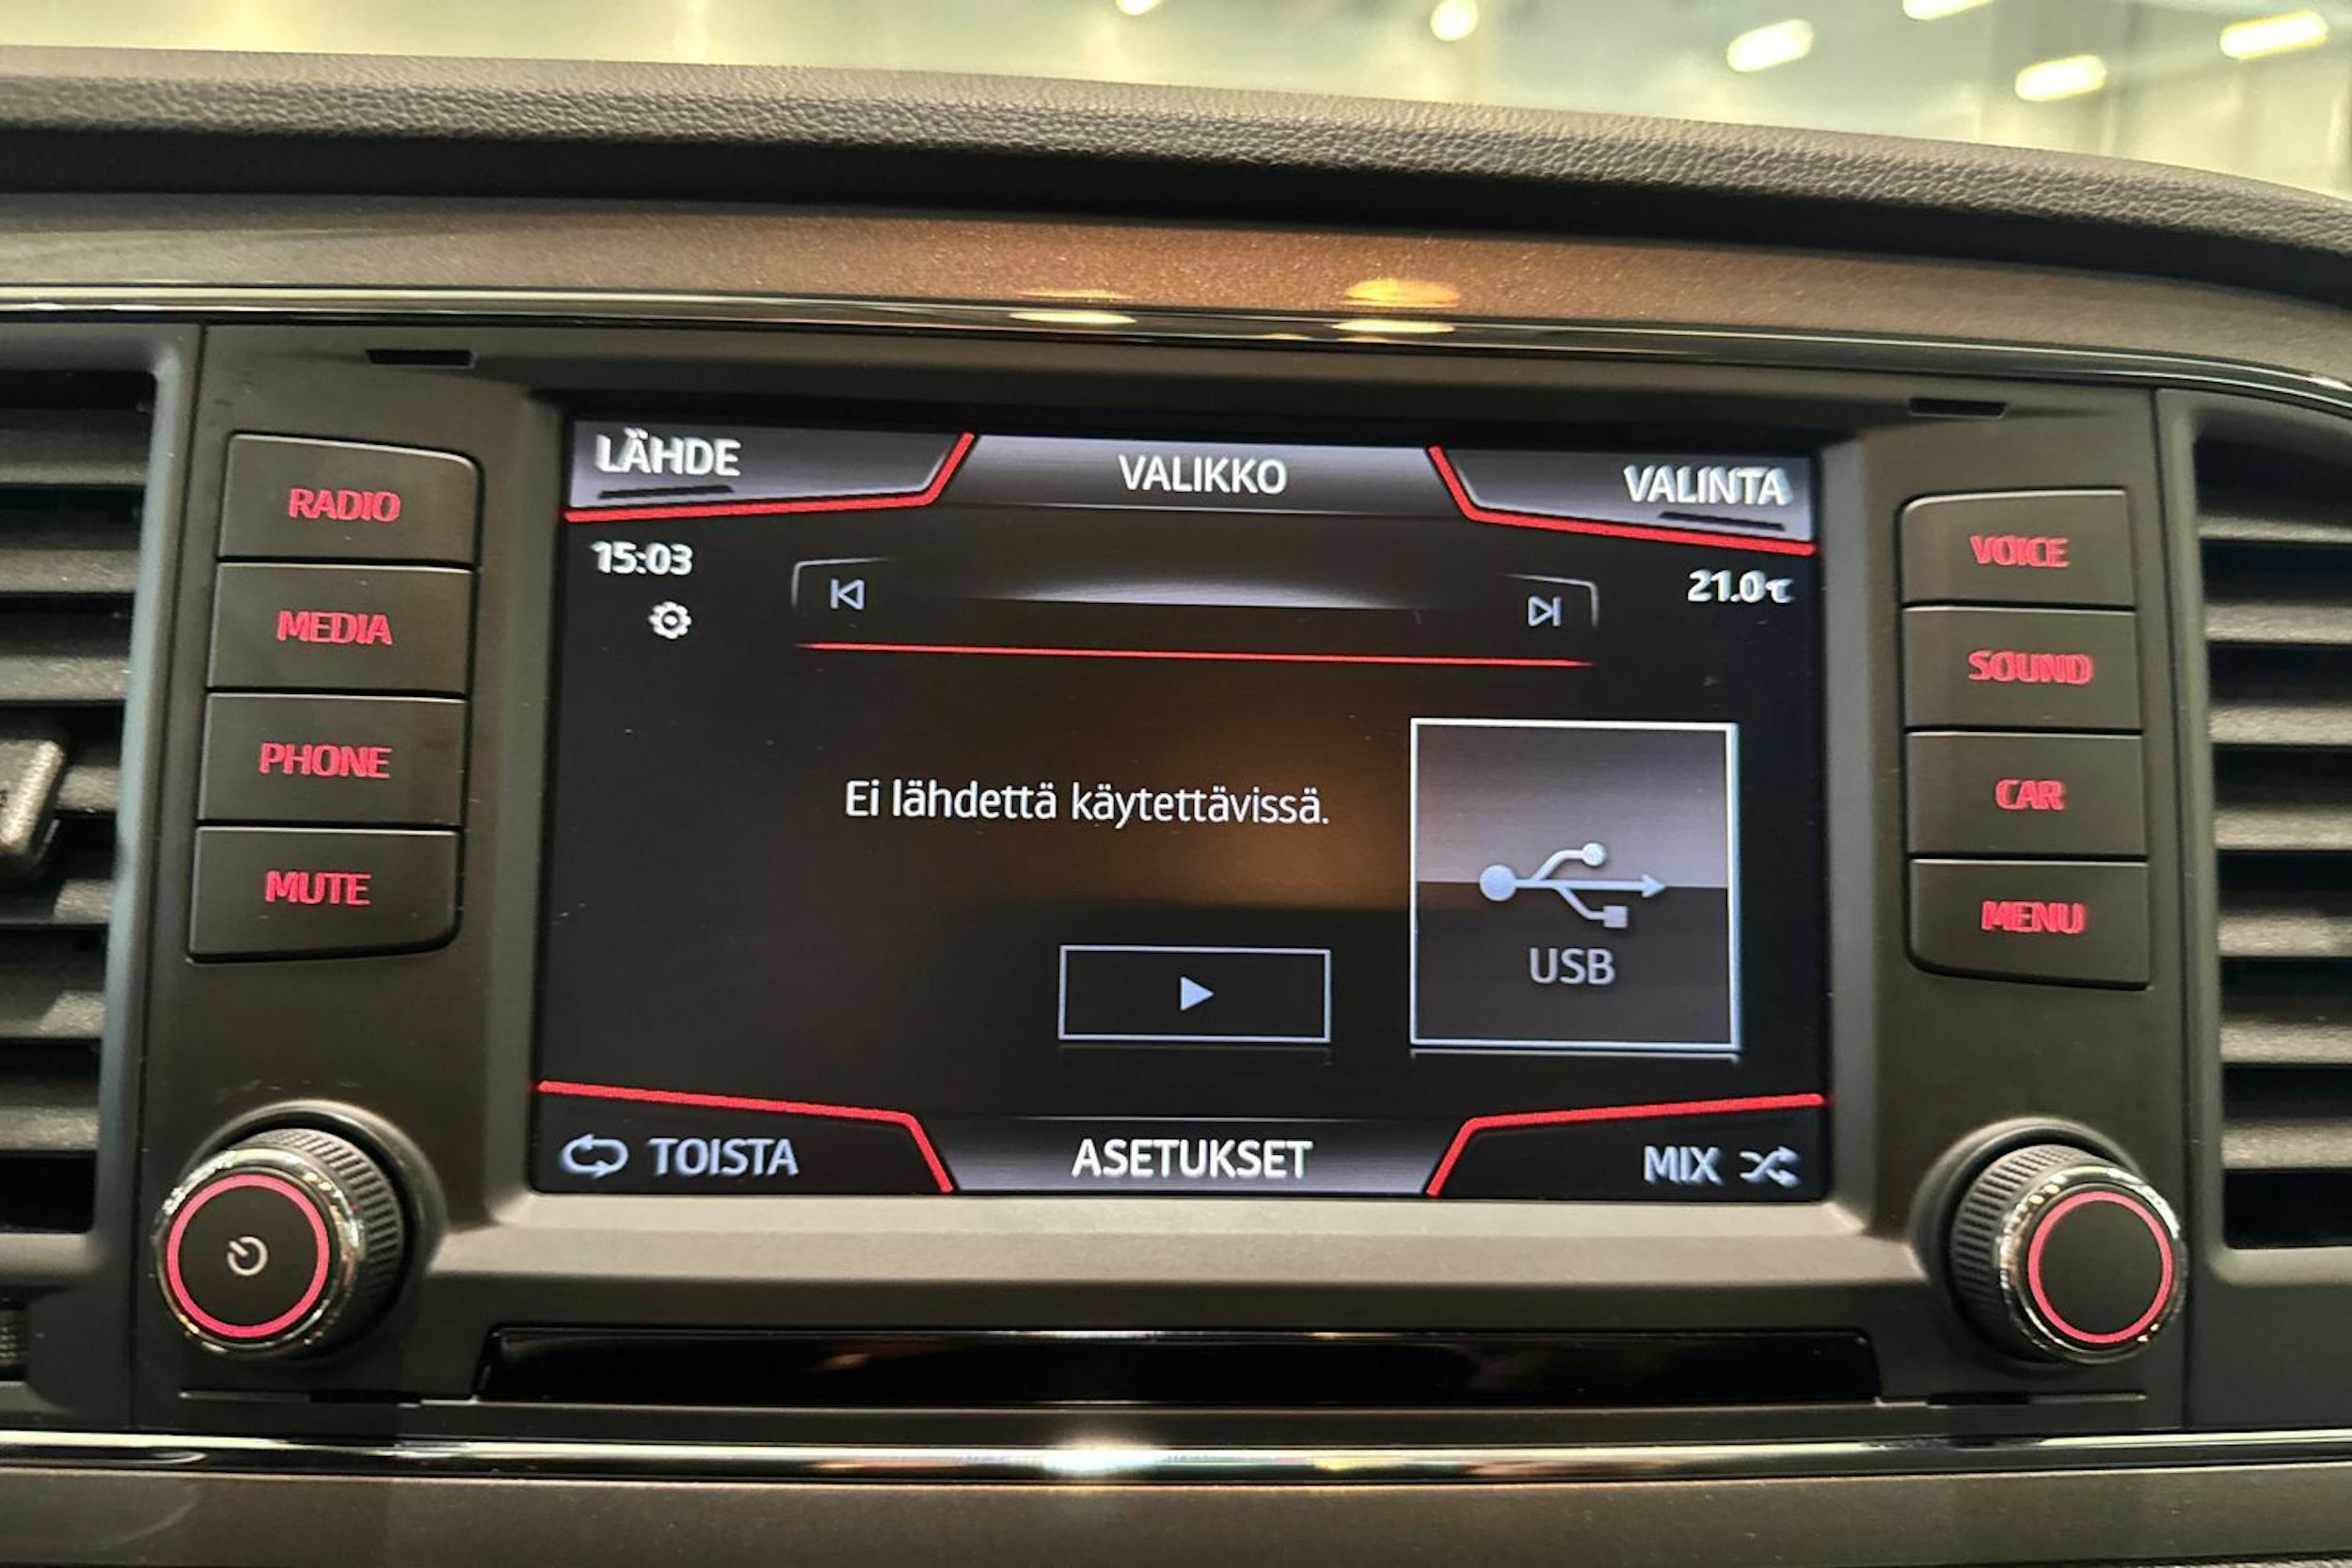 LÄHDE
VALIKKO
VALINTA
15:03
21.0℃
Ei lähdettä käytettävissä.
USB
TOISTA
ASETUKSET
MIX
RADIO
MEDIA
PHONE
MUTE
VOICE
SOUND
CAR
MENU